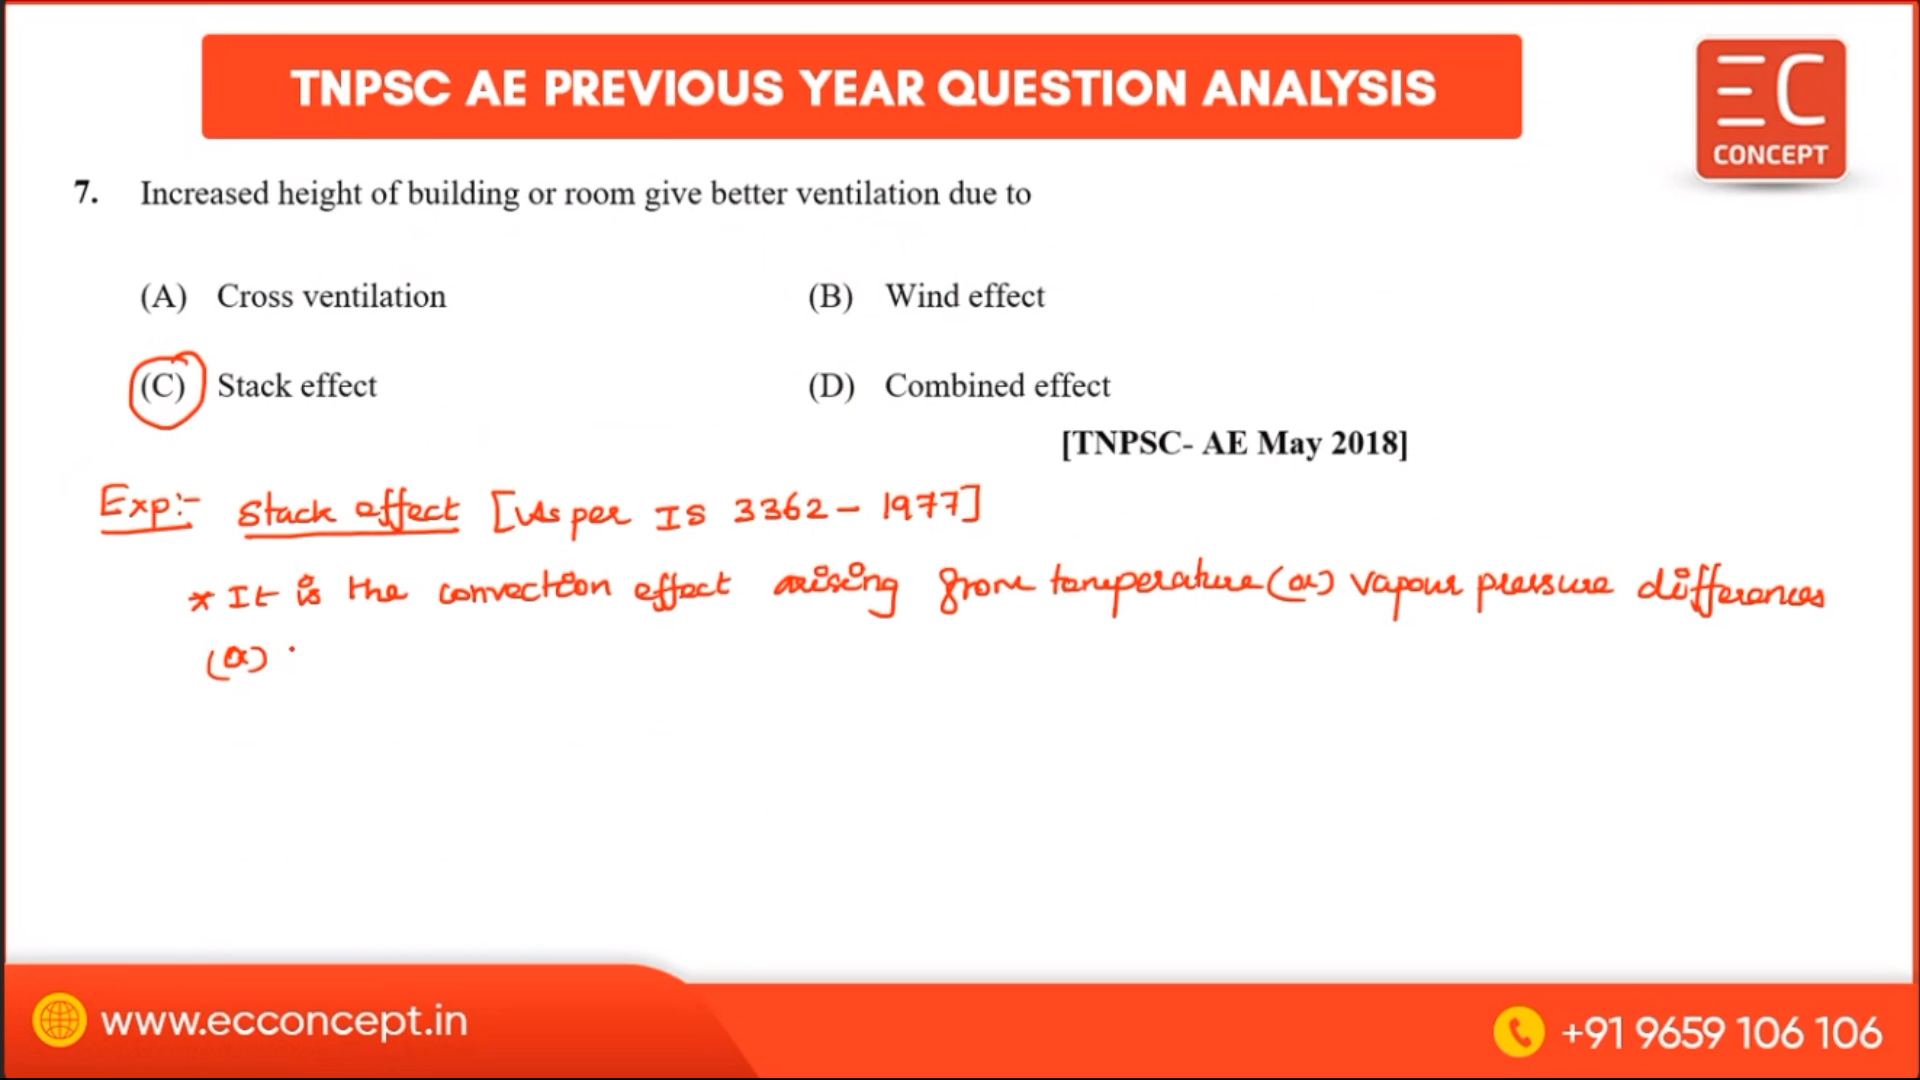 TNPSC AE PREVIOUS YEAR QUESTION ANALYSIS
EC
CONCEPT
7. Increased height of building or room give better ventilation due to
(A) Cross ventilation (B) Wind effect
(C) Stack effect (D) Combined effect
[TNPSC- AE May 2018]
Exp:- Stack effect [As per IS 3362 - 1977]
* It is the convection effect arising from temperature (or) vapour pressure differences
(or)
www.ecconcept.in
+91 9659 106 106